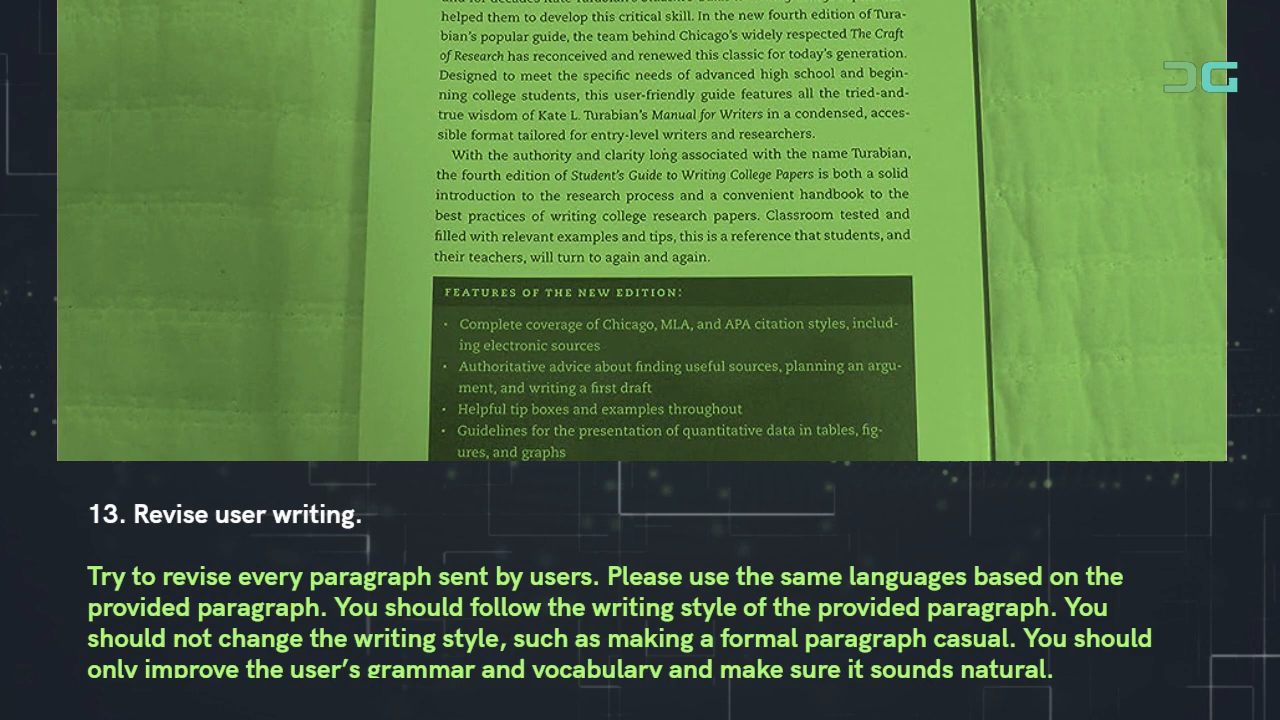 helped them to develop this critical skill. In the new fourth edition of Tura-
bian's popular guide, the team behind Chicago's widely respected The Craft
of Research has reconceived and renewed this classic for today's generation.
Designed to meet the specific needs of advanced high school and begin-
ning college students, this user-friendly guide features all the tried-and-
true wisdom of Kate L. Turabian's Manual for Writers in a condensed, acces-
sible format tailored for entry-level writers and researchers.
With the authority and clarity long associated with the name Turabian,
the fourth edition of Student's Guide to Writing College Papers is both a solid
introduction to the research process and a convenient handbook to the
best practices of writing college research papers. Classroom tested and
filled with relevant examples and tips, this is a reference that students, and
their teachers, will turn to again and again.
FEATURES OF THE NEW EDITION:
• Complete coverage of Chicago, MLA, and APA citation styles, includ-
ing electronic sources
• Authoritative advice about finding useful sources, planning an argu-
ment, and writing a first draft
• Helpful tip boxes and examples throughout
• Guidelines for the presentation of quantitative data in tables, fig-
ures, and graphs
13. Revise user writing.
Try to revise every paragraph sent by users. Please use the same languages based on the
provided paragraph. You should follow the writing style of the provided paragraph. You
should not change the writing style, such as making a formal paragraph casual. You should
only improve the user's grammar and vocabulary and make sure it sounds natural.